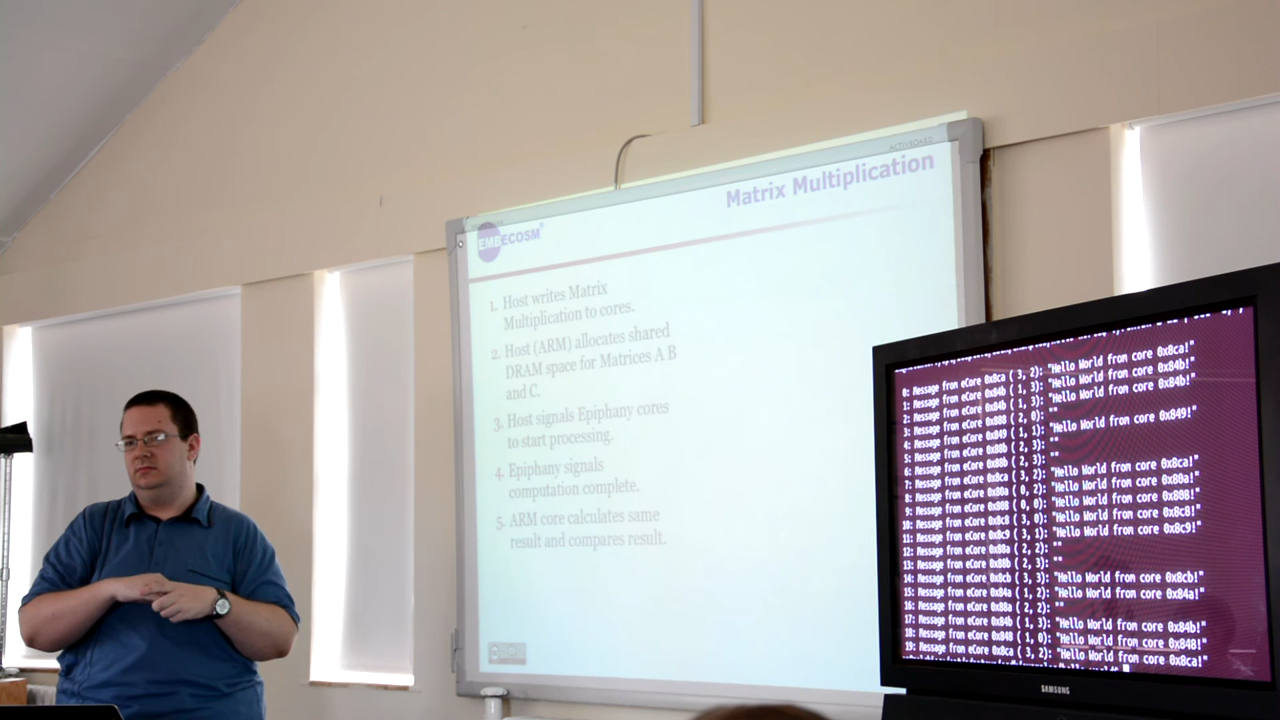 ACTIVBOARD
EMBECOSM®
Matrix Multiplication
1. Host writes Matrix
Multiplication to cores.
2. Host (ARM) allocates shared
DRAM space for Matrices A B
and C.
3. Host signals Epiphany cores
to start processing.
4. Epiphany signals
computation complete.
5. ARM core calculates same
result and compares result.
0: Message from eCore 0x8ca ( 3, 2): "Hello World from core 0x8ca!"
1: Message from eCore 0x84b ( 1, 3): "Hello World from core 0x84b!"
2: Message from eCore 0x84b ( 1, 3): "Hello World from core 0x84b!"
3: Message from eCore 0x888 ( 2, 0): ""
4: Message from eCore 0x849 ( 1, 1): "Hello World from core 0x849!"
5: Message from eCore 0x88b ( 2, 3): ""
6: Message from eCore 0x88b ( 2, 3): ""
7: Message from eCore 0x8ca ( 3, 2): "Hello World from core 0x8ca!"
8: Message from eCore 0x80a ( 0, 2): "Hello World from core 0x80a!"
9: Message from eCore 0x808 ( 0, 0): "Hello World from core 0x808!"
10: Message from eCore 0x8c8 ( 3, 0): "Hello World from core 0x8c8!"
11: Message from eCore 0x8c9 ( 3, 1): "Hello World from core 0x8c9!"
12: Message from eCore 0x88a ( 2, 2): ""
13: Message from eCore 0x88b ( 2, 3): ""
14: Message from eCore 0x8cb ( 3, 3): "Hello World from core 0x8cb!"
15: Message from eCore 0x84a ( 1, 2): "Hello World from core 0x84a!"
16: Message from eCore 0x88a ( 2, 2): ""
17: Message from eCore 0x84b ( 1, 3): "Hello World from core 0x84b!"
18: Message from eCore 0x848 ( 1, 0): "Hello World from core 0x848!"
19: Message from eCore 0x8ca ( 3, 2): "Hello World from core 0x8ca!"
SAMSUNG